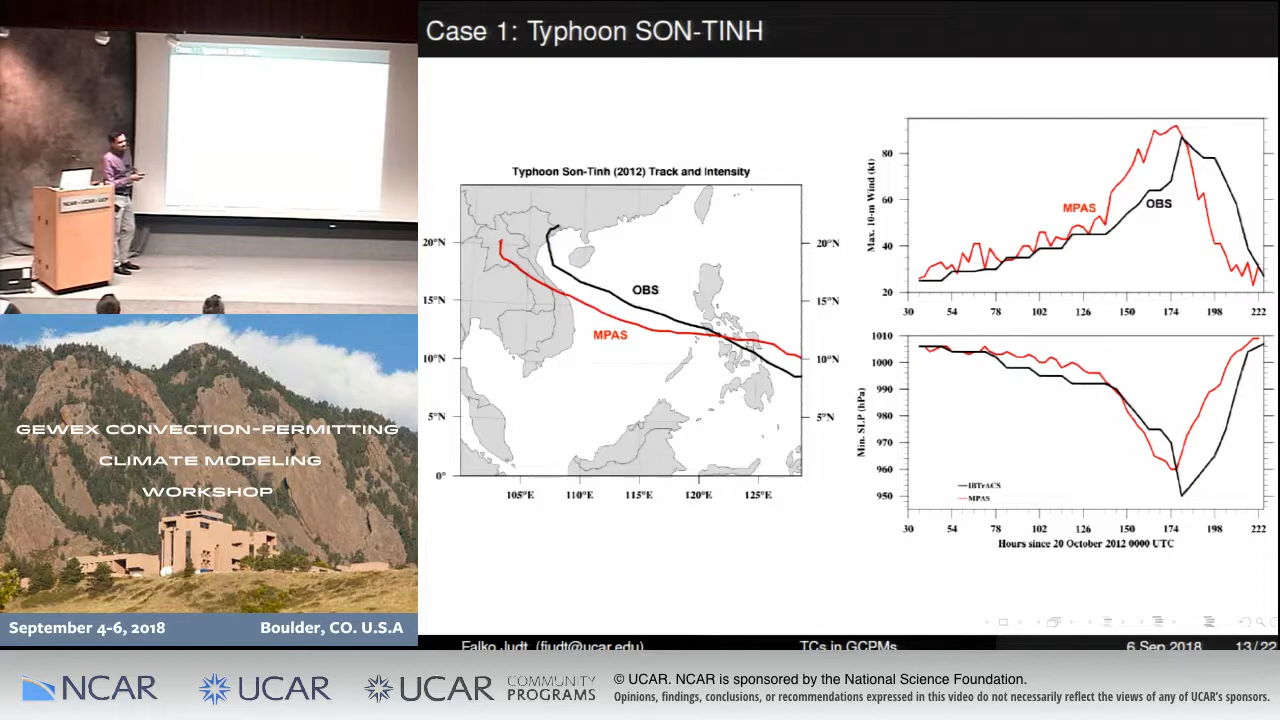 Case 1: Typhoon SON-TINH
NCAR • UCAR • UCP
GEWEX CONVECTION-PERMITTING
CLIMATE MODELING
WORKSHOP
September 4-6, 2018
Boulder, CO. U.S.A
Typhoon Son-Tinh (2012) Track and Intensity
20°N
15°N
10°N
5°N
0°
20°N
15°N
10°N
5°N
105°E 110°E 115°E 120°E 125°E
OBS
MPAS
Max. 10-m Wind (kt)
80
60
40
20
MPAS
OBS
30 54 78 102 126 150 174 198 222
Min. SLP (hPa)
1010
1000
990
980
970
960
950
IBTrACS
MPAS
30 54 78 102 126 150 174 198 222
Hours since 20 October 2012 0000 UTC
Falko Judt (fjudt@ucar.edu) TCs in GCPMs 6 Sep 2018 13/22
NCAR
UCAR
UCAR COMMUNITY
PROGRAMS
© UCAR. NCAR is sponsored by the National Science Foundation.
Opinions, findings, conclusions, or recommendations expressed in this video do not necessarily reflect the views of any of UCAR's sponsors.